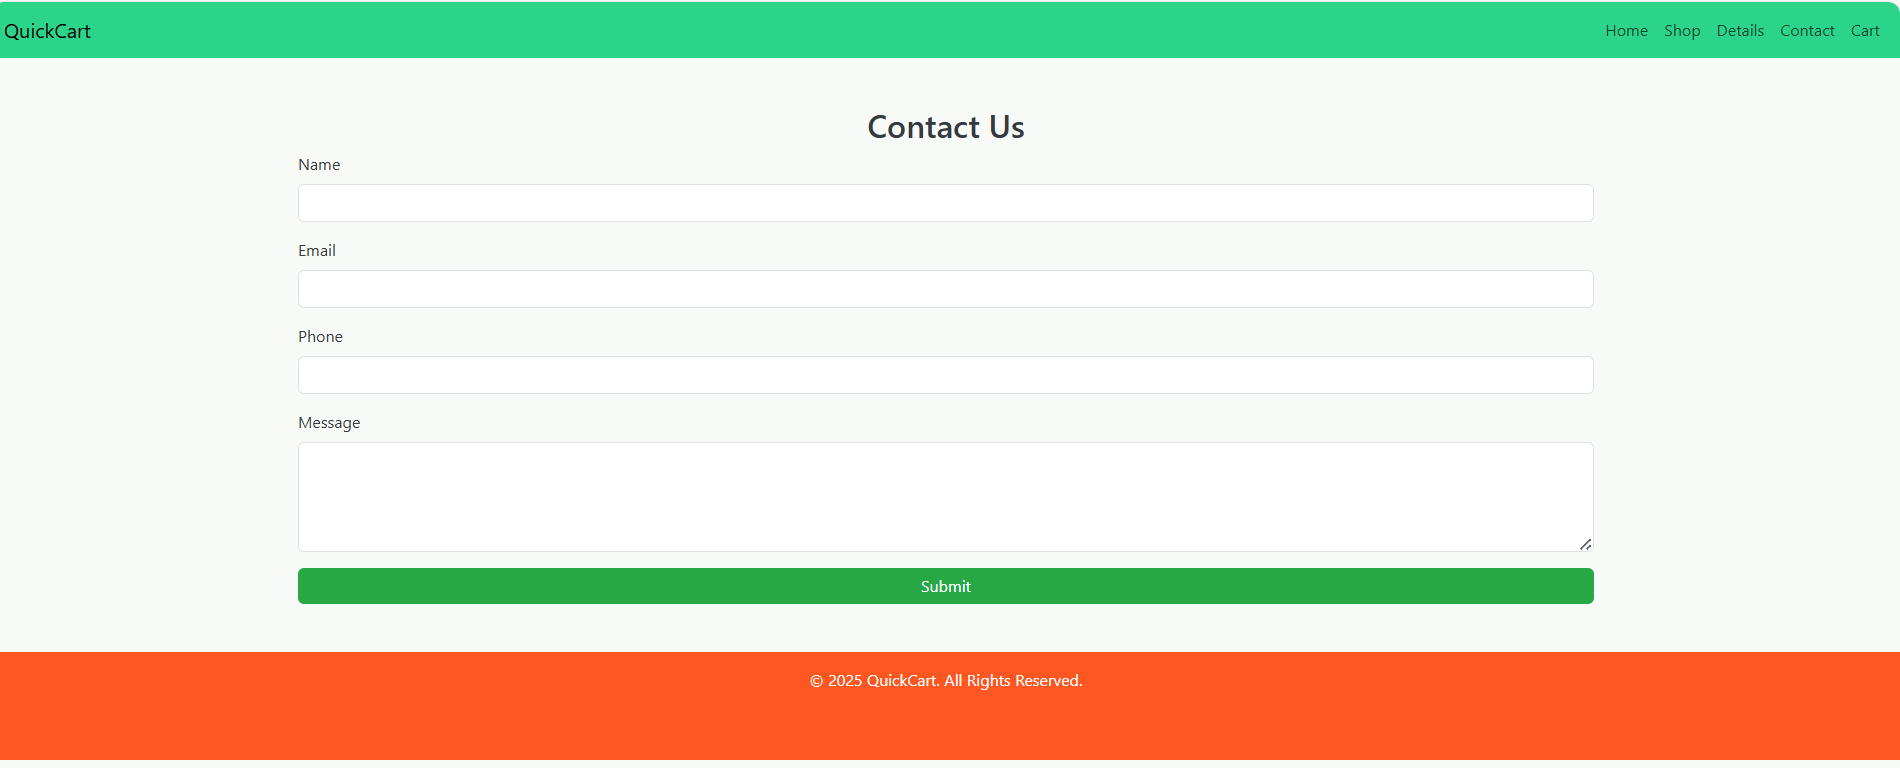 QuickCart
Home Shop Details Contact Cart
Contact Us
Name
Email
Phone
Message
Submit
© 2025 QuickCart. All Rights Reserved.